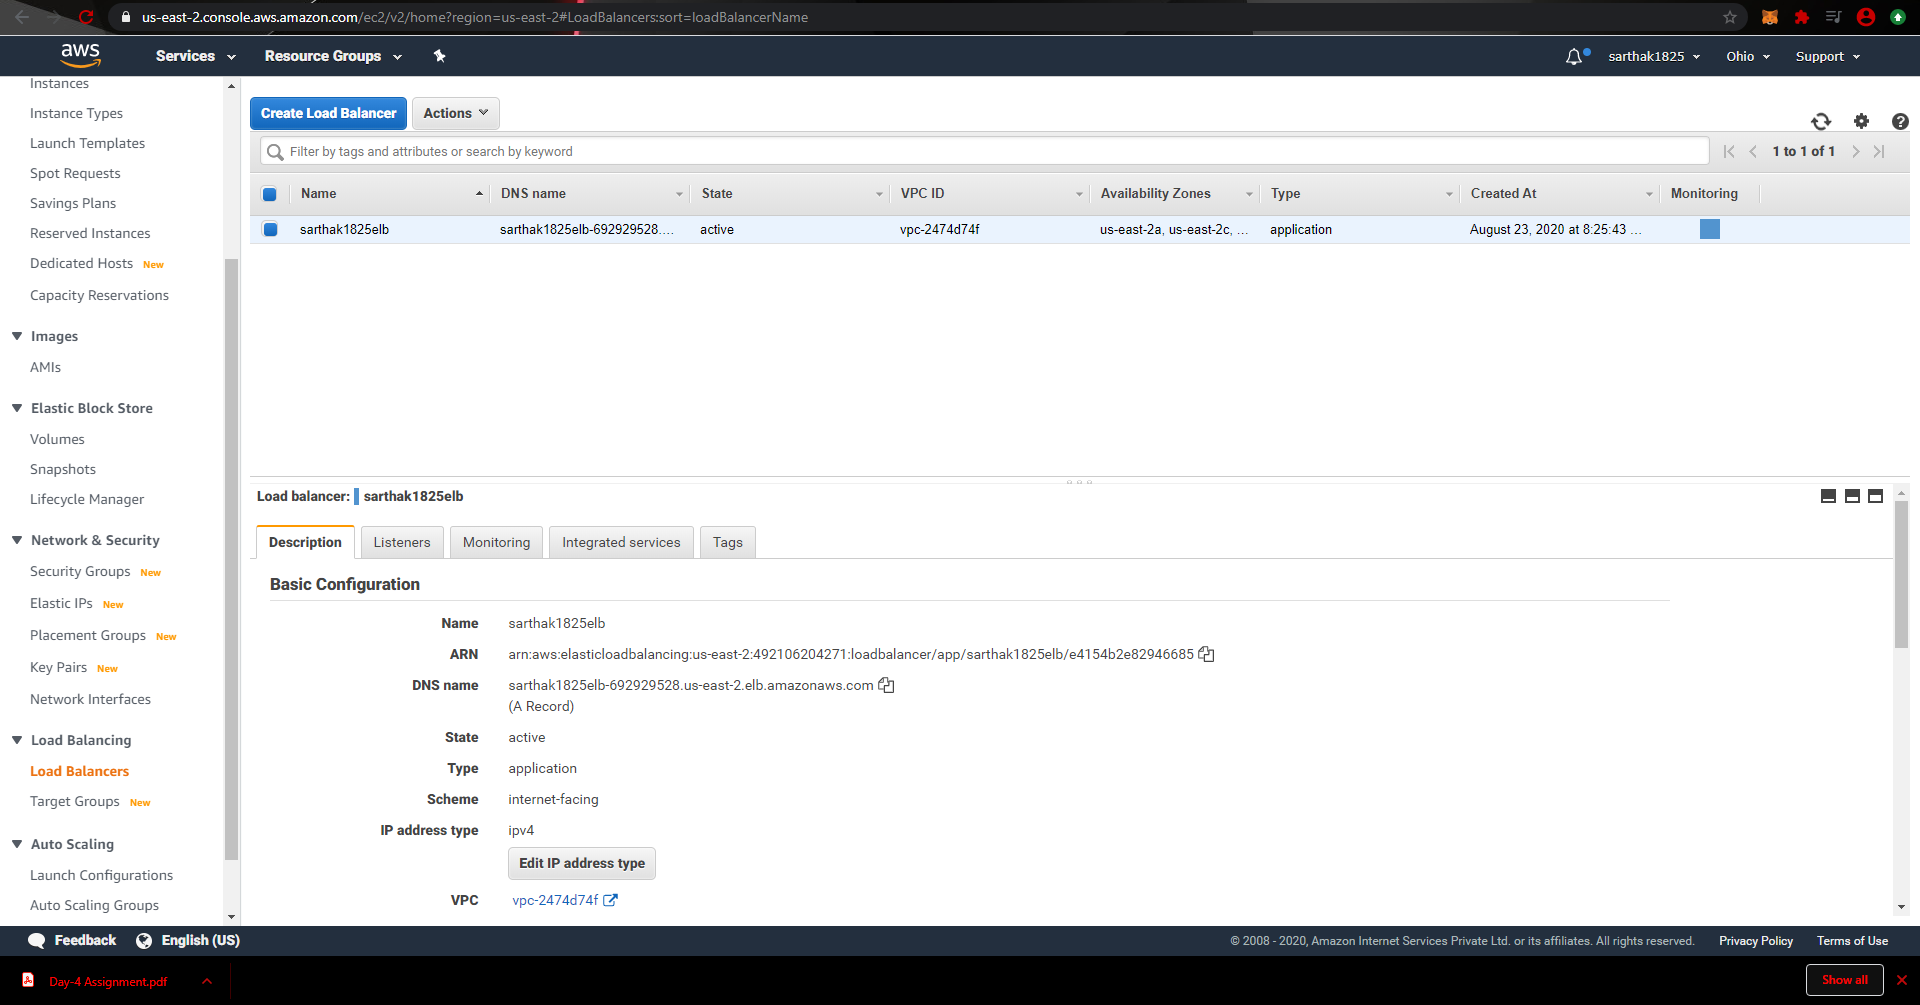 us-east-2.console.aws.amazon.com/ec2/v2/home?region=us-east-2#LoadBalancers:sort=loadBalancerName
aws Services Resource Groups sarthak1825 Ohio Support
Instances
Instance Types
Launch Templates
Spot Requests
Savings Plans
Reserved Instances
Dedicated Hosts New
Capacity Reservations
Images
AMIs
Elastic Block Store
Volumes
Snapshots
Lifecycle Manager
Network & Security
Security Groups New
Elastic IPs New
Placement Groups New
Key Pairs New
Network Interfaces
Load Balancing
Load Balancers
Target Groups New
Auto Scaling
Launch Configurations
Auto Scaling Groups
Create Load Balancer Actions
Filter by tags and attributes or search by keyword 1 to 1 of 1
Name DNS name State VPC ID Availability Zones Type Created At Monitoring
sarthak1825elb sarthak1825elb-692929528.... active vpc-2474d74f us-east-2a, us-east-2c, ... application August 23, 2020 at 8:25:43 ...
Load balancer: sarthak1825elb
Description Listeners Monitoring Integrated services Tags
Basic Configuration
Name sarthak1825elb
ARN arn:aws:elasticloadbalancing:us-east-2:492106204271:loadbalancer/app/sarthak1825elb/e4154b2e82946685
DNS name sarthak1825elb-692929528.us-east-2.elb.amazonaws.com
(A Record)
State active
Type application
Scheme internet-facing
IP address type ipv4
Edit IP address type
VPC vpc-2474d74f
Feedback English (US) © 2008 - 2020, Amazon Internet Services Private Ltd. or its affiliates. All rights reserved. Privacy Policy Terms of Use
Day-4 Assignment.pdf Show all